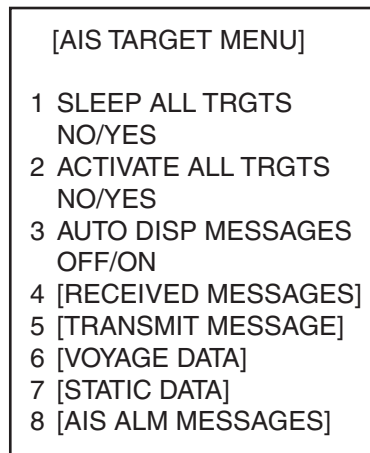 [AIS TARGET MENU]
1 SLEEP ALL TRGTS
NO/YES
2 ACTIVATE ALL TRGTS
NO/YES
3 AUTO DISP MESSAGES
OFF/ON
4 [RECEIVED MESSAGES]
5 [TRANSMIT MESSAGE]
6 [VOYAGE DATA]
7 [STATIC DATA]
8 [AIS ALM MESSAGES]